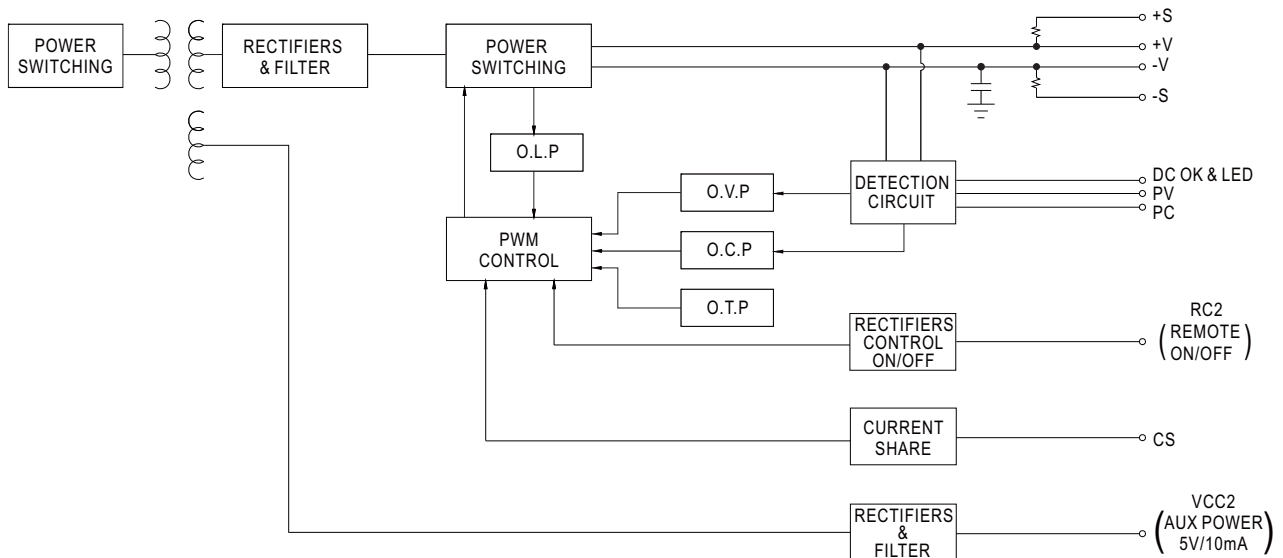 POWER
SWITCHING
RECTIFIERS
& FILTER
POWER
SWITCHING
+S
+V
-V
-S
O.L.P
O.V.P
DETECTION
CIRCUIT
DC OK & LED
PV
PC
PWM
CONTROL
O.C.P
O.T.P
RECTIFIERS
CONTROL
ON/OFF
RC2
(REMOTE
ON/OFF)
CURRENT
SHARE
CS
RECTIFIERS
&
FILTER
VCC2
(AUX POWER
5V/10mA)